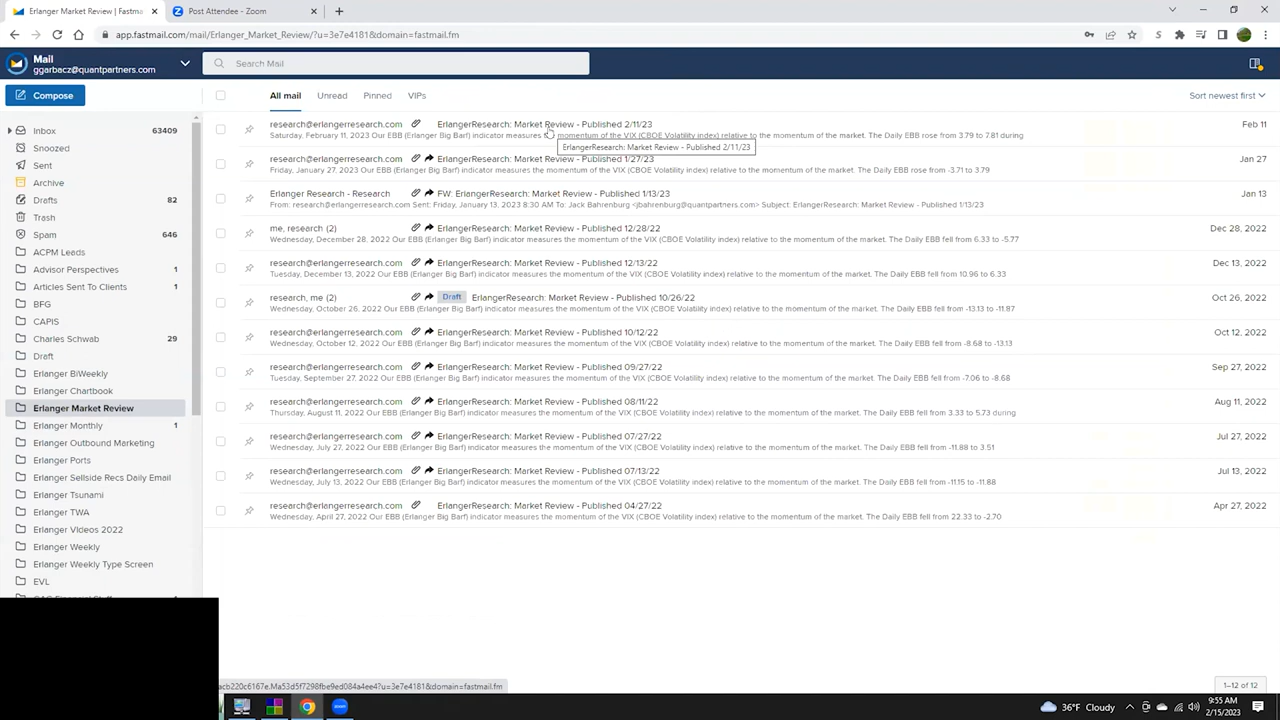 Erlanger Market Review | Fastma
Post Attendee - Zoom
app.fastmail.com/mail/Erlanger_Market_Review/?u=3e7e4181&domain=fastmail.fm
Mail
ggarbacz@quantpartners.com
Search Mail
Compose
All mail Unread Pinned VIPs Sort newest first
Inbox 63409
Snoozed
Sent
Archive
Drafts 82
Trash
Spam 646
ACPM Leads
Advisor Perspectives 1
Articles Sent To Clients 1
BFG
CAPIS
Charles Schwab 29
Draft
Erlanger BiWeekly
Erlanger Chartbook
Erlanger Market Review
Erlanger Monthly 1
Erlanger Outbound Marketing
Erlanger Ports
Erlanger Sellside Recs Daily Email
Erlanger Tsunami
Erlanger TWA
Erlanger VIdeos 2022
Erlanger Weekly
Erlanger Weekly Type Screen
EVL
research@erlangerresearch.com ErlangerResearch: Market Review - Published 2/11/23 Feb 11
Saturday, February 11, 2023 Our EBB (Erlanger Big Barf) indicator measures the momentum of the VIX (CBOE Volatility index) relative to the momentum of the market. The Daily EBB rose from 3.79 to 7.81 during
ErlangerResearch: Market Review - Published 2/11/23
research@erlangerresearch.com ErlangerResearch: Market Review - Published 1/27/23 Jan 27
Friday, January 27, 2023 Our EBB (Erlanger Big Barf) indicator measures the momentum of the VIX (CBOE Volatility index) relative to the momentum of the market. The Daily EBB rose from -3.71 to 3.79
Erlanger Research - Research FW: ErlangerResearch: Market Review - Published 1/13/23 Jan 13
From: research@erlangerresearch.com Sent: Friday, January 13, 2023 8:30 AM To: Jack Bahrenburg <jbahrenburg@quantpartners.com> Subject: ErlangerResearch: Market Review - Published 1/13/23
me, research (2) ErlangerResearch: Market Review - Published 12/28/22 Dec 28, 2022
Wednesday, December 28, 2022 Our EBB (Erlanger Big Barf) indicator measures the momentum of the VIX (CBOE Volatility index) relative to the momentum of the market. The Daily EBB fell from 6.33 to -5.77
research@erlangerresearch.com ErlangerResearch: Market Review - Published 12/13/22 Dec 13, 2022
Tuesday, December 13, 2022 Our EBB (Erlanger Big Barf) indicator measures the momentum of the VIX (CBOE Volatility index) relative to the momentum of the market. The Daily EBB fell from 10.96 to 6.33
research, me (2) Draft ErlangerResearch: Market Review - Published 10/26/22 Oct 26, 2022
Wednesday, October 26, 2022 Our EBB (Erlanger Big Barf) indicator measures the momentum of the VIX (CBOE Volatility index) relative to the momentum of the market. The Daily EBB fell from -13.13 to -11.87
research@erlangerresearch.com ErlangerResearch: Market Review - Published 10/12/22 Oct 12, 2022
Wednesday, October 12, 2022 Our EBB (Erlanger Big Barf) indicator measures the momentum of the VIX (CBOE Volatility index) relative to the momentum of the market. The Daily EBB fell from -8.68 to -13.13
research@erlangerresearch.com ErlangerResearch: Market Review - Published 09/27/22 Sep 27, 2022
Tuesday, September 27, 2022 Our EBB (Erlanger Big Barf) indicator measures the momentum of the VIX (CBOE Volatility index) relative to the momentum of the market. The Daily EBB fell from -7.06 to -8.68
research@erlangerresearch.com ErlangerResearch: Market Review - Published 08/11/22 Aug 11, 2022
Thursday, August 11, 2022 Our EBB (Erlanger Big Barf) indicator measures the momentum of the VIX (CBOE Volatility index) relative to the momentum of the market. The Daily EBB fell from 3.33 to 5.73 during
research@erlangerresearch.com ErlangerResearch: Market Review - Published 07/27/22 Jul 27, 2022
Wednesday, July 27, 2022 Our EBB (Erlanger Big Barf) indicator measures the momentum of the VIX (CBOE Volatility index) relative to the momentum of the market. The Daily EBB fell from -11.88 to 3.51
research@erlangerresearch.com ErlangerResearch: Market Review - Published 07/13/22 Jul 13, 2022
Wednesday, July 13, 2022 Our EBB (Erlanger Big Barf) indicator measures the momentum of the VIX (CBOE Volatility index) relative to the momentum of the market. The Daily EBB fell from -11.15 to -11.88
research@erlangerresearch.com ErlangerResearch: Market Review - Published 04/27/22 Apr 27, 2022
Wednesday, April 27, 2022 Our EBB (Erlanger Big Barf) indicator measures the momentum of the VIX (CBOE Volatility index) relative to the momentum of the market. The Daily EBB fell from 22.33 to -2.70
acb220c6167e.Ma53d5f7298fbe9ed084a4ee4?u=3e7e4181&domain=fastmail.fm
1–12 of 12
36°F Cloudy
9:55 AM
2/15/2023